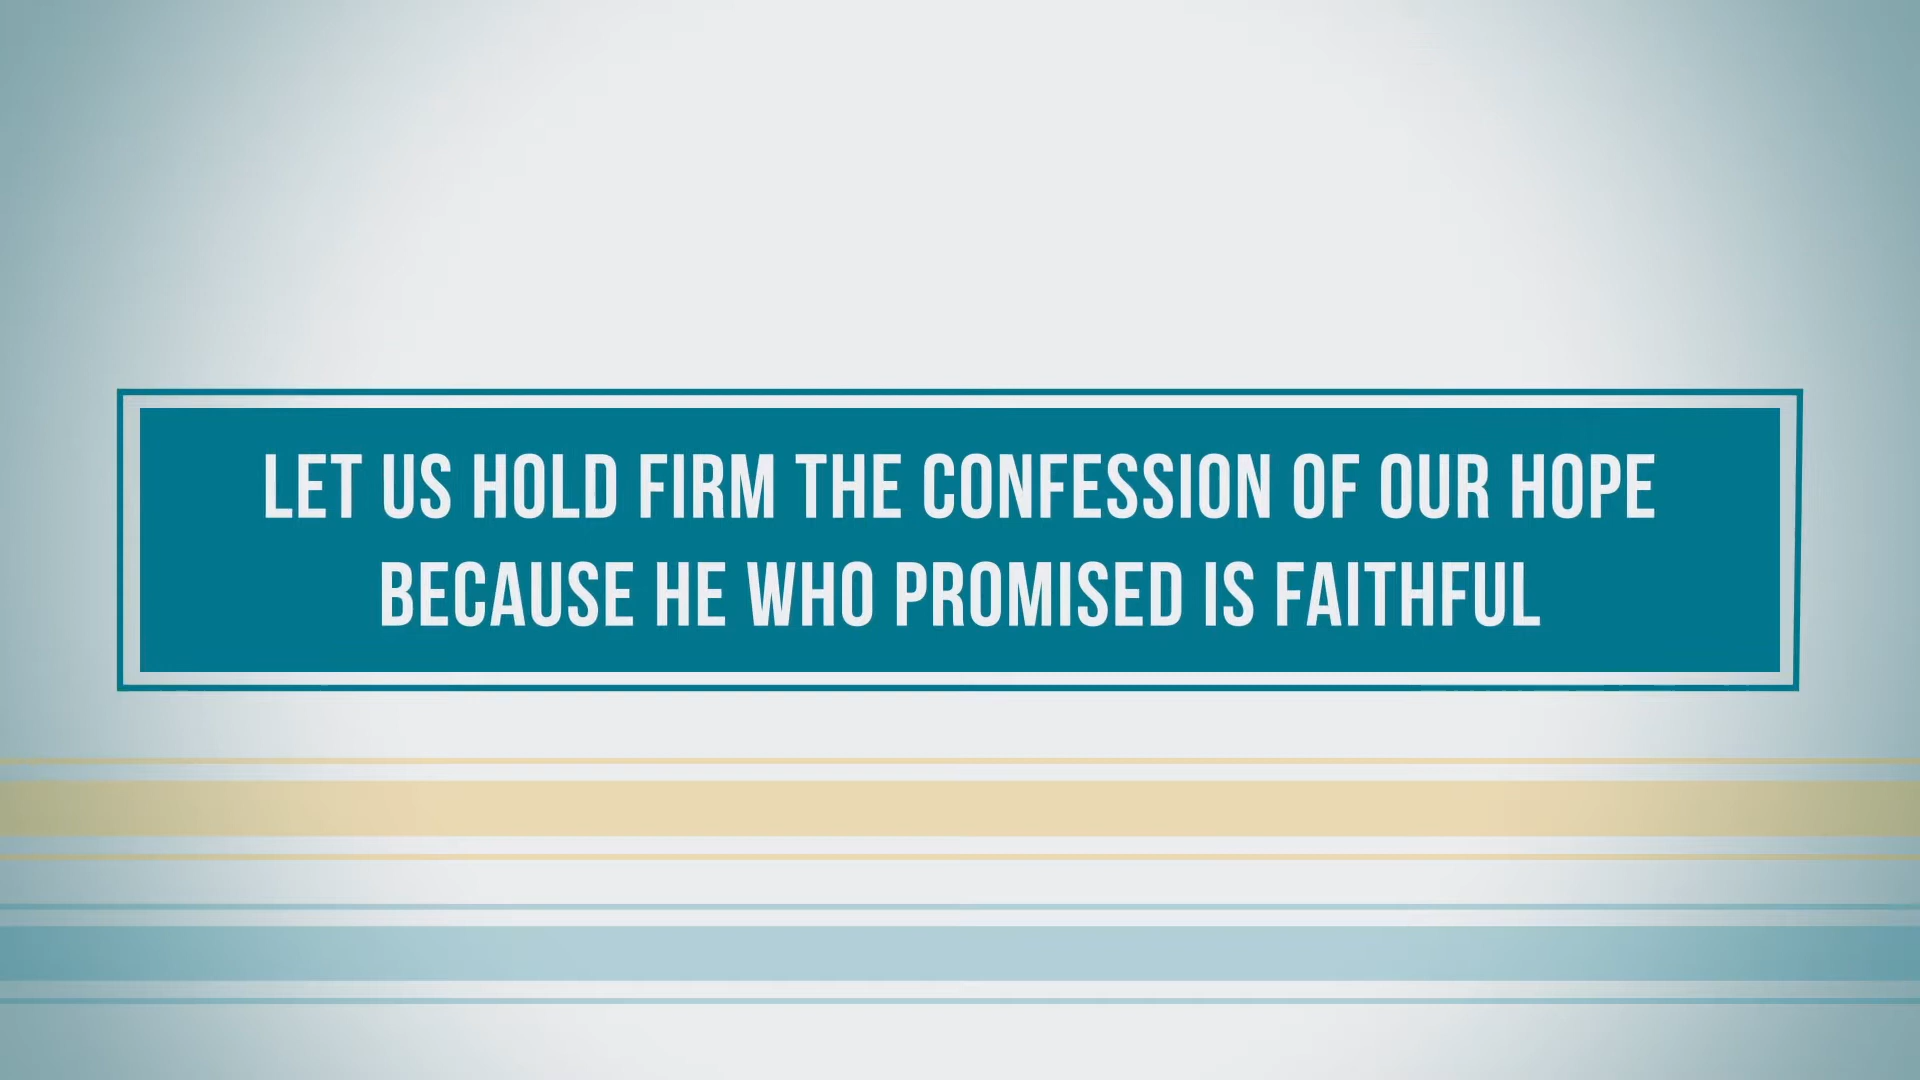 LET US HOLD FIRM THE CONFESSION OF OUR HOPE
BECAUSE HE WHO PROMISED IS FAITHFUL